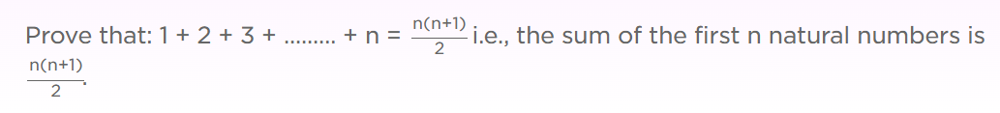 Prove that: 1 + 2 + 3 + ......... + n = n(n+1)/2 i.e., the sum of the first n natural numbers is
n(n+1)/2.